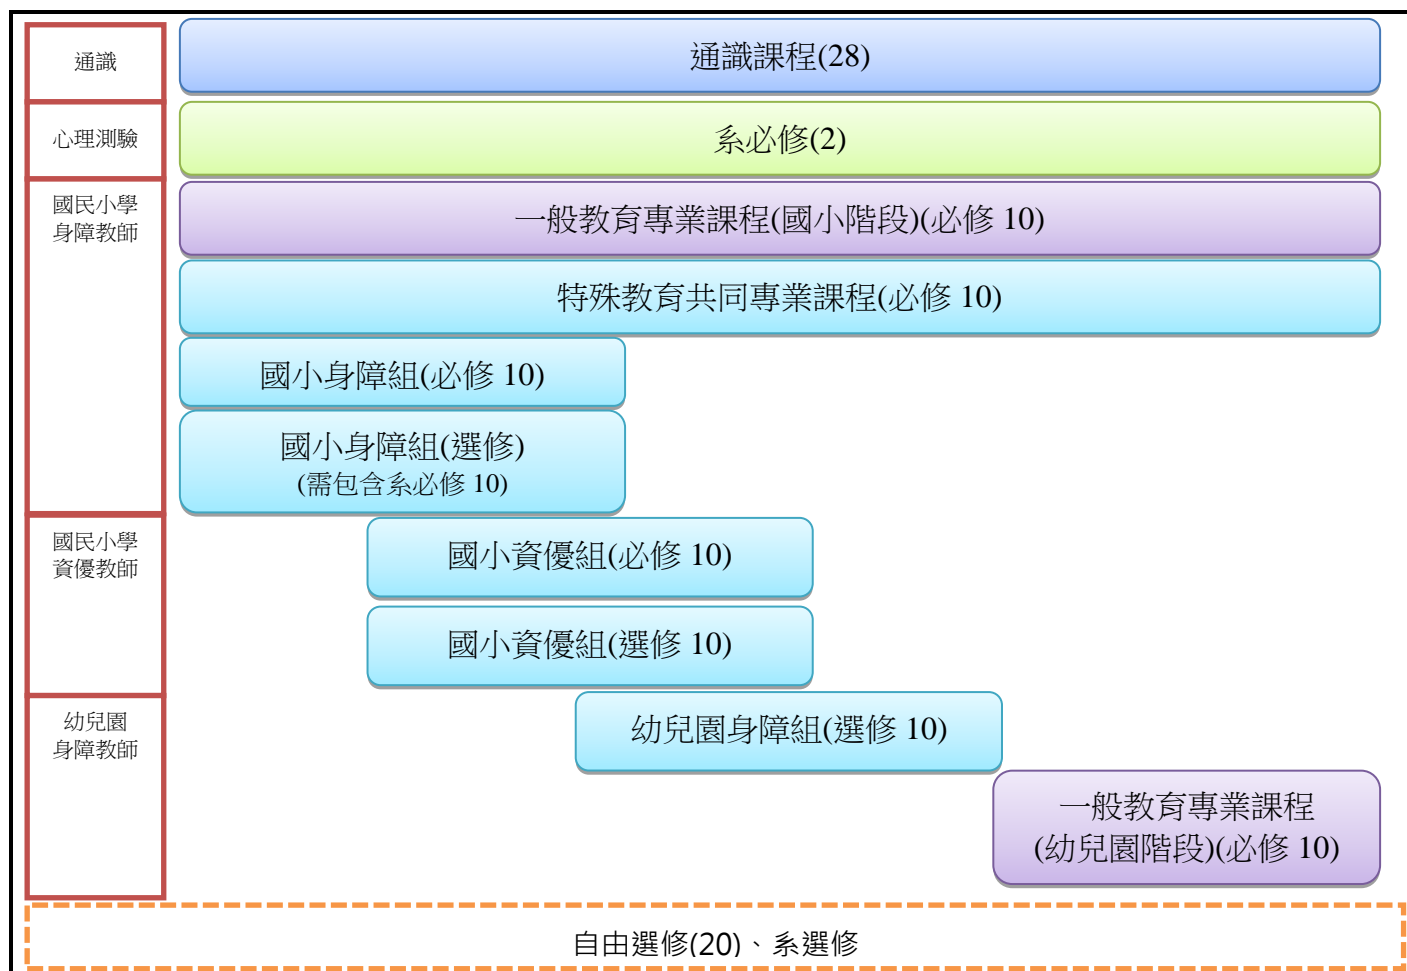 通識
通識課程(28)
心理測驗
系必修(2)
國民小學
身障教師
一般教育專業課程(國小階段)(必修 10)
特殊教育共同專業課程(必修 10)
國小身障組(必修 10)
國小身障組(選修)
(需包含系必修 10)
國民小學
資優教師
國小資優組(必修 10)
國小資優組(選修 10)
幼兒園
身障教師
幼兒園身障組(選修 10)
一般教育專業課程
(幼兒園階段)(必修 10)
自由選修(20)、系選修